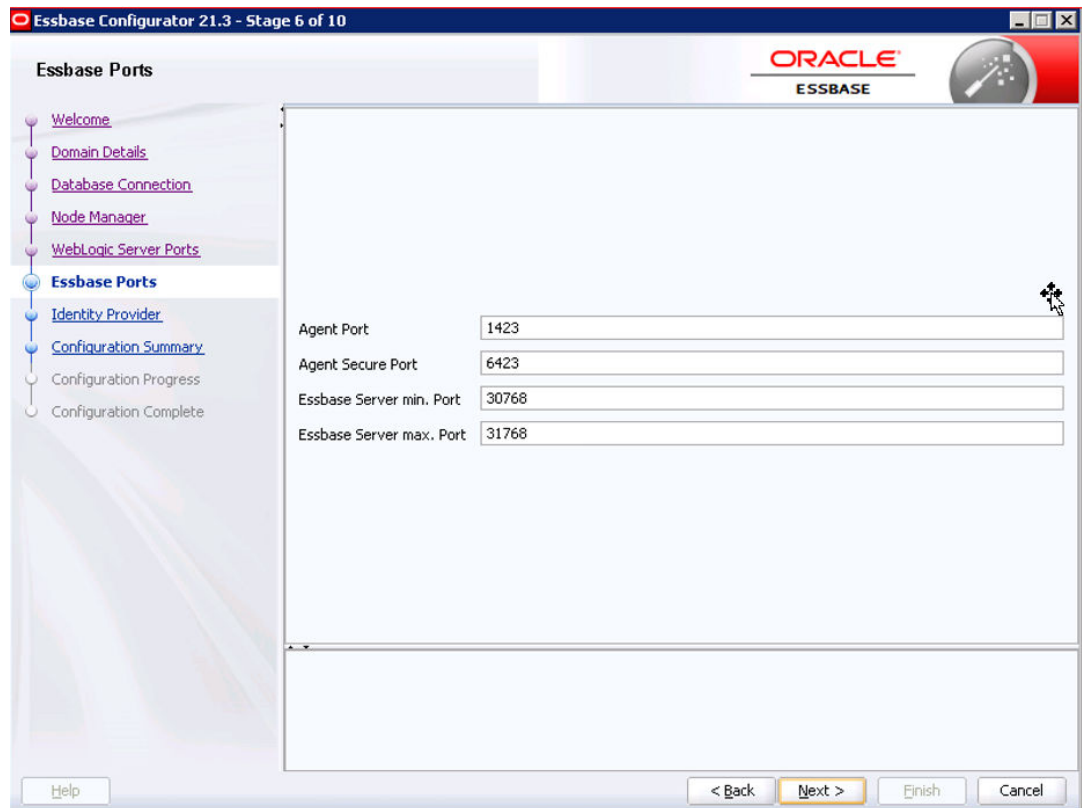 Essbase Configurator 21.3 - Stage 6 of 10
Essbase Ports
ORACLE
ESSBASE
Welcome
Domain Details
Database Connection
Node Manager
WebLogic Server Ports
Essbase Ports
Identity Provider
Configuration Summary
Configuration Progress
Configuration Complete
Agent Port 1423
Agent Secure Port 6423
Essbase Server min. Port 30768
Essbase Server max. Port 31768
Help
< Back
Next >
Finish
Cancel